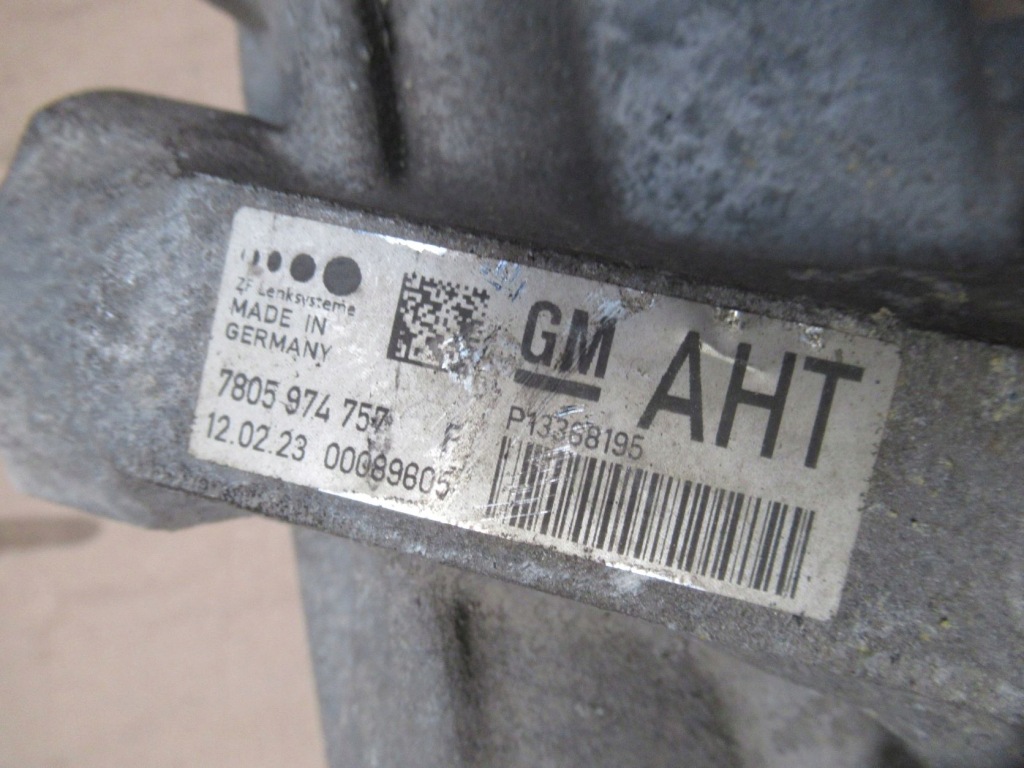 ZF Lenksysteme
MADE IN
GERMANY
7805 974 757 F
12.02.23 00089605
GM
AHT
P13368195